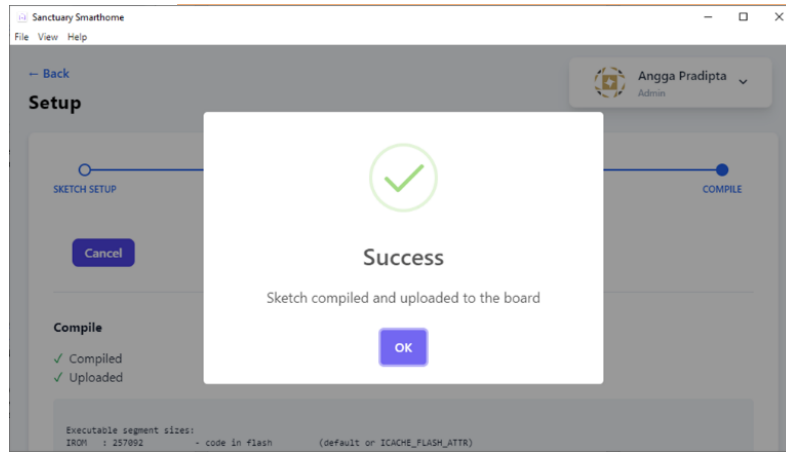 Sanctuary Smarthome
File View Help
← Back
Setup
Angga Pradipta
Admin
SKETCH SETUP
COMPILE
Cancel
Success
Sketch compiled and uploaded to the board
OK
Compile
✓ Compiled
✓ Uploaded
Executable segment sizes:
IROM : 257092 - code in flash (default or ICACHE_FLASH_ATTR)